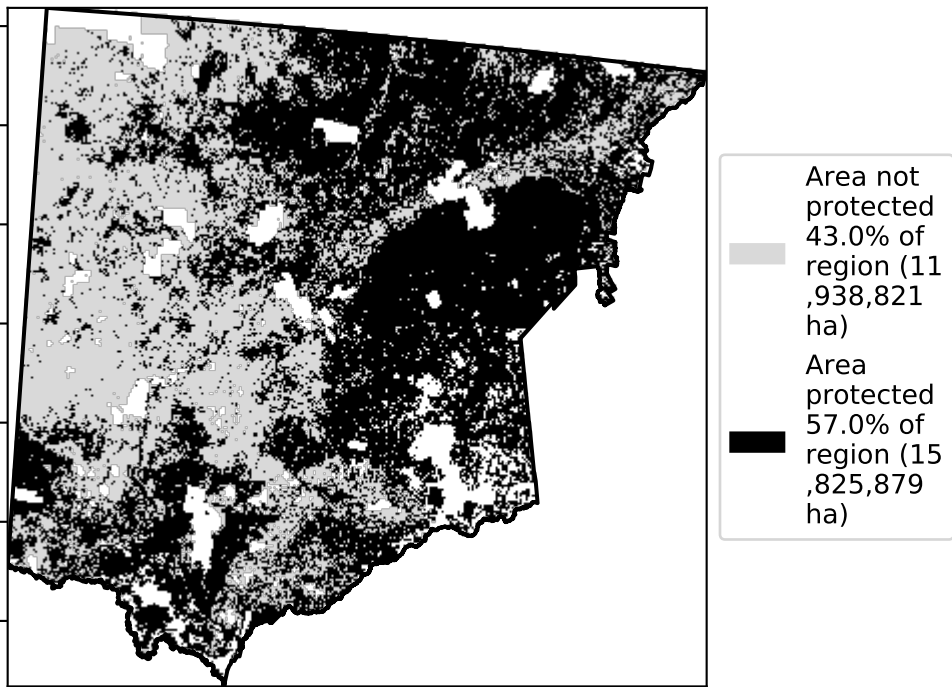 Area not
protected
43.0% of
region (11
,938,821
ha)
Area
protected
57.0% of
region (15
,825,879
ha)